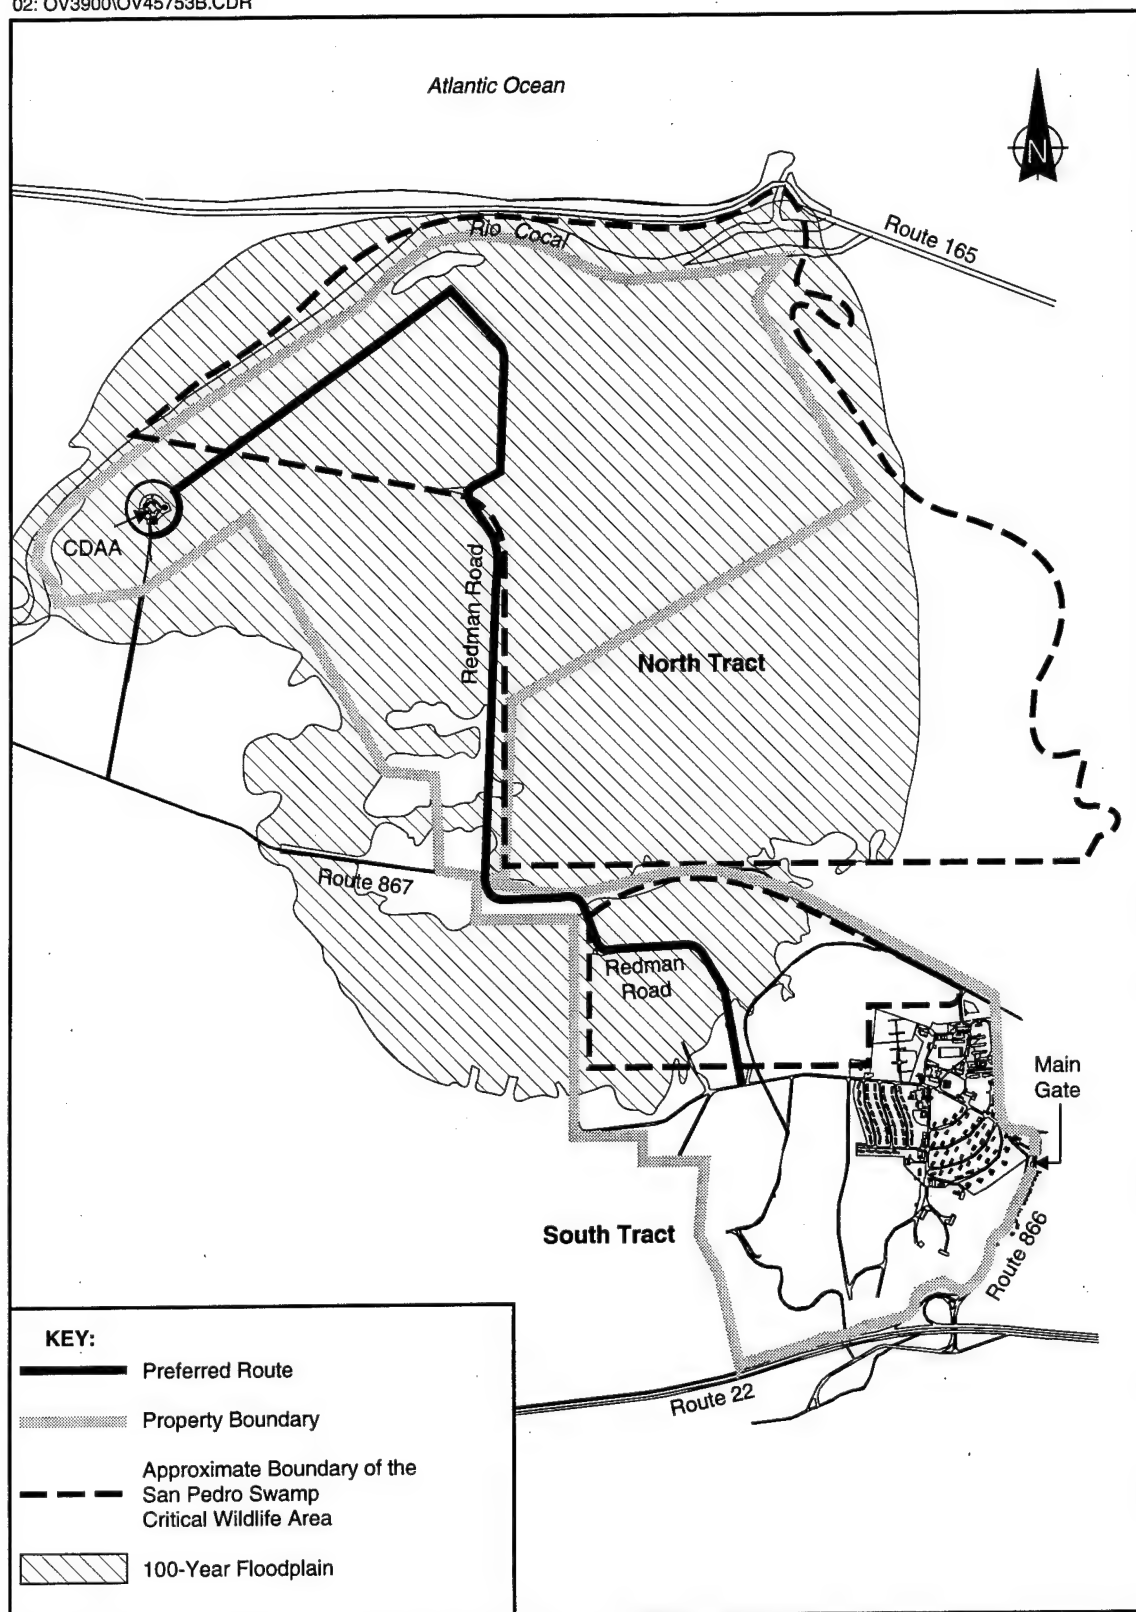 02: OV3900\OV45753B.CDR
Atlantic Ocean
N
Route 165
Rio Cocal
CDAA
Redman Road
North Tract
Route 867
Redman
Road
Main
Gate
South Tract
Route 866
Route 22
KEY:
Preferred Route
Property Boundary
Approximate Boundary of the
San Pedro Swamp
Critical Wildlife Area
100-Year Floodplain